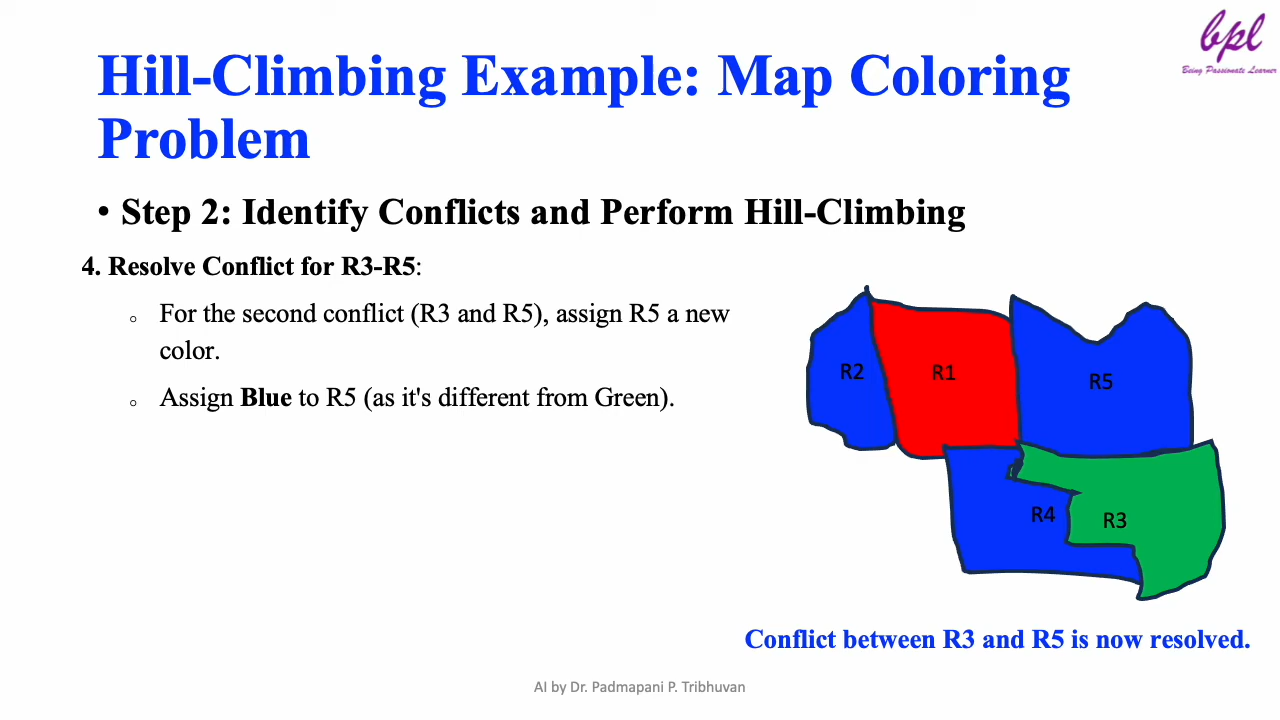 bpl
Being Passionate Learner
Hill-Climbing Example: Map Coloring
Problem
• Step 2: Identify Conflicts and Perform Hill-Climbing
4. Resolve Conflict for R3-R5:
○ For the second conflict (R3 and R5), assign R5 a new
color.
○ Assign Blue to R5 (as it's different from Green).
R2
R1
R5
R4
R3
Conflict between R3 and R5 is now resolved.
AI by Dr. Padmapani P. Tribhuvan